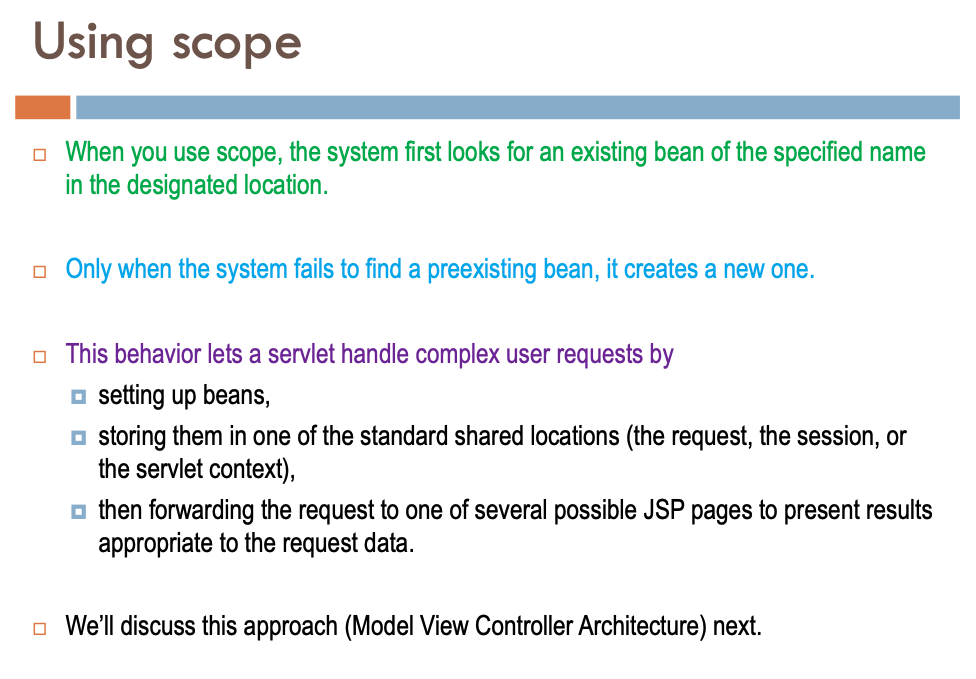 Using scope
When you use scope, the system first looks for an existing bean of the specified name
in the designated location.
Only when the system fails to find a preexisting bean, it creates a new one.
This behavior lets a servlet handle complex user requests by
setting up beans,
storing them in one of the standard shared locations (the request, the session, or
the servlet context),
then forwarding the request to one of several possible JSP pages to present results
appropriate to the request data.
We’ll discuss this approach (Model View Controller Architecture) next.